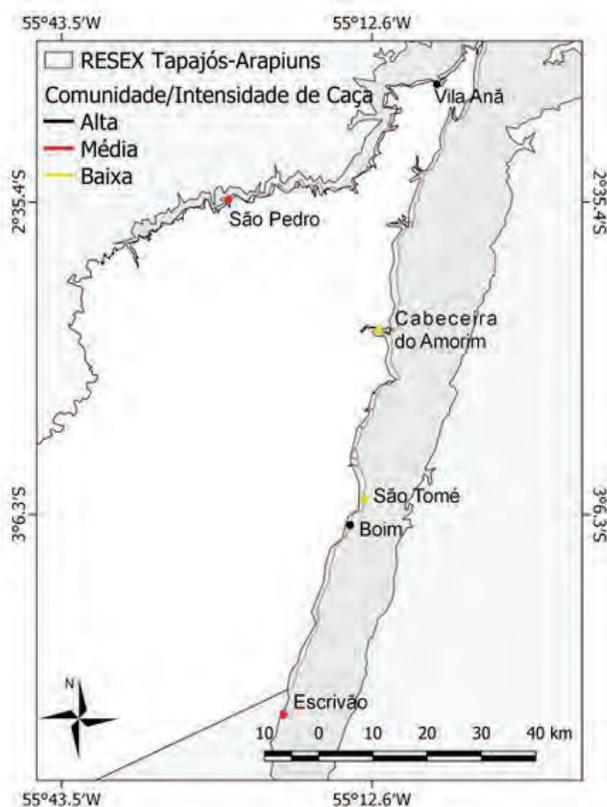 55°43.5'W 55°12.6'W
RESEX Tapajós-Arapiuns
Comunidade/Intensidade de Caça
Alta
Média
Baixa
Vila Anã
2°35.4'S 2°35.4'S
São Pedro
Cabeceira
do Amorim
São Tomé
3°6.3'S 3°6.3'S
Boim
Escrivão
N
10 0 10 20 30 40 km
55°43.5'W 55°12.6'W